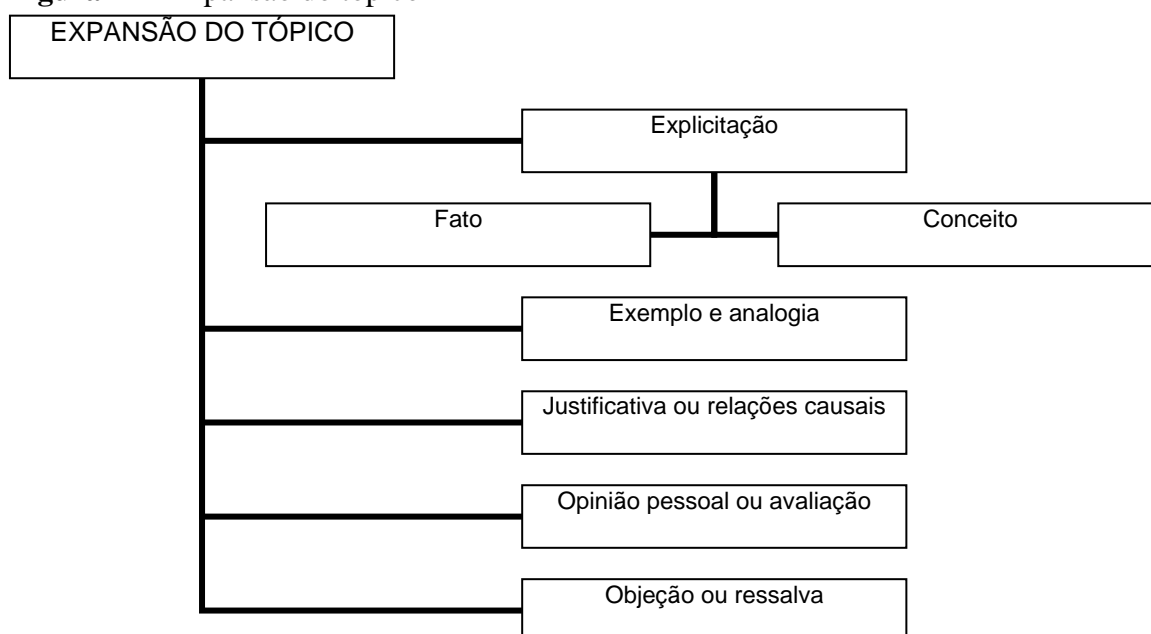 EXPANSÃO DO TÓPICO
Explicitação
Fato
Conceito
Exemplo e analogia
Justificativa ou relações causais
Opinião pessoal ou avaliação
Objeção ou ressalva